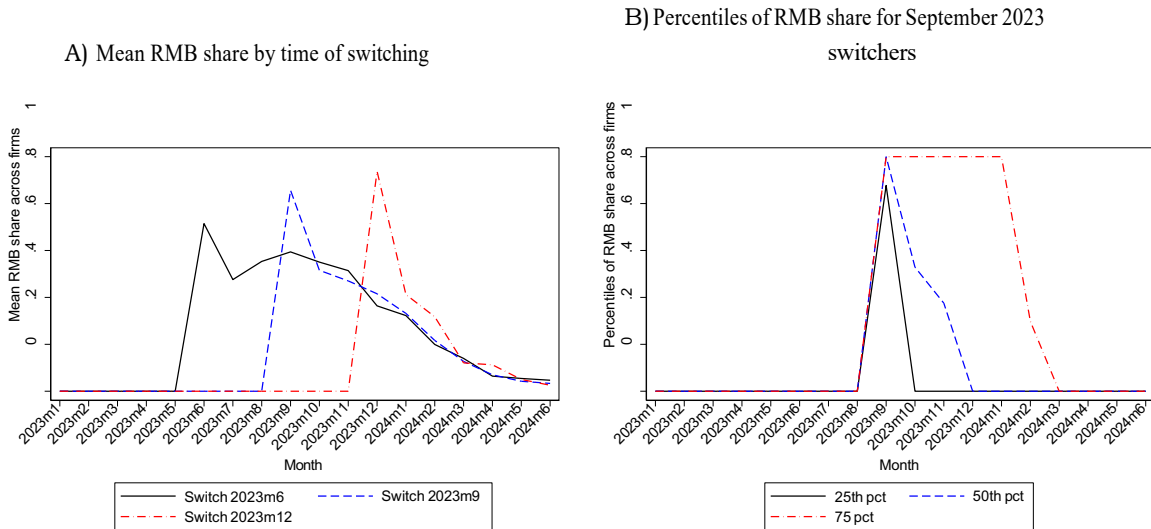 A) Mean RMB share by time of switching
Mean RMB share across firms
1
.8
.6
.4
.2
0
2023m1
2023m2
2023m3
2023m4
2023m5
2023m6
2023m7
2023m8
2023m9
2023m10
2023m11
2023m12
2024m1
2024m2
2024m3
2024m4
2024m5
2024m6
Month
Switch 2023m6
Switch 2023m9
Switch 2023m12
B) Percentiles of RMB share for September 2023
switchers
Percentiles of RMB share across firms
1
.8
.6
.4
.2
0
2023m1
2023m2
2023m3
2023m4
2023m5
2023m6
2023m7
2023m8
2023m9
2023m10
2023m11
2023m12
2024m1
2024m2
2024m3
2024m4
2024m5
2024m6
Month
25th pct
50th pct
75 pct